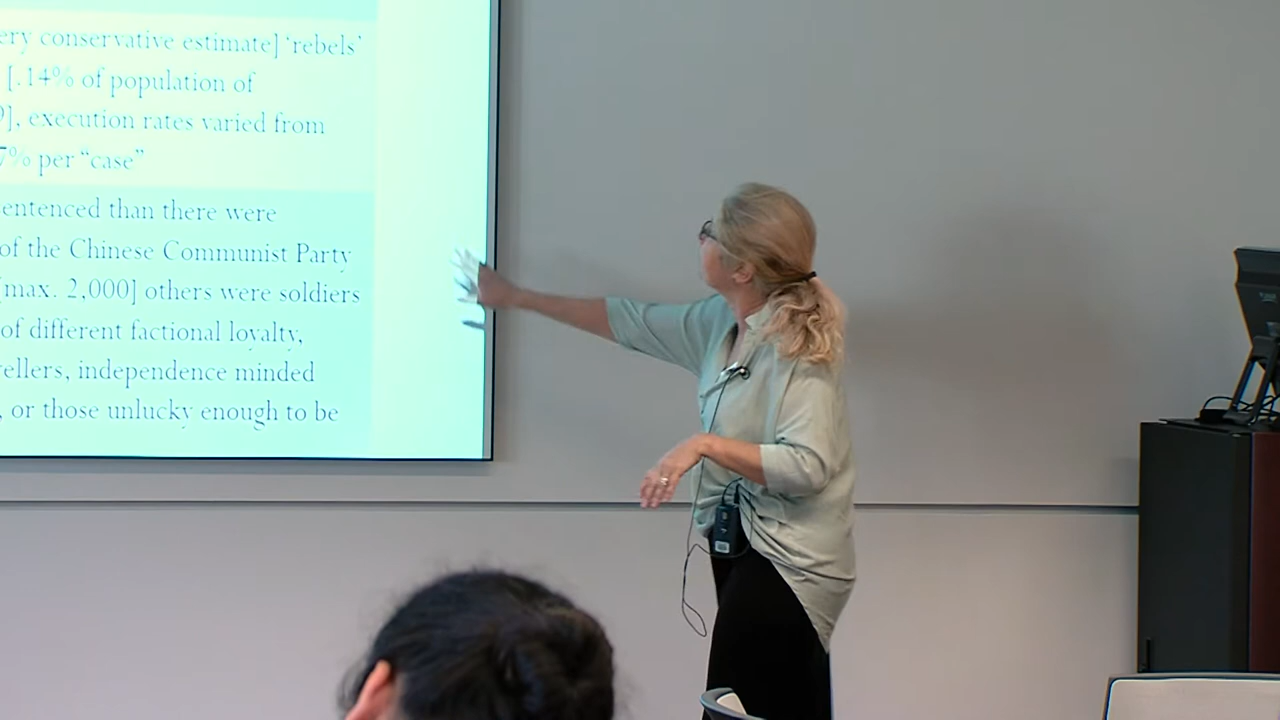 ery conservative estimate] ‘rebels’
[.14% of population of
], execution rates varied from
7% per “case”
entenced than there were
of the Chinese Communist Party
[max. 2,000] others were soldiers
of different factional loyalty,
ellers, independence minded
, or those unlucky enough to be